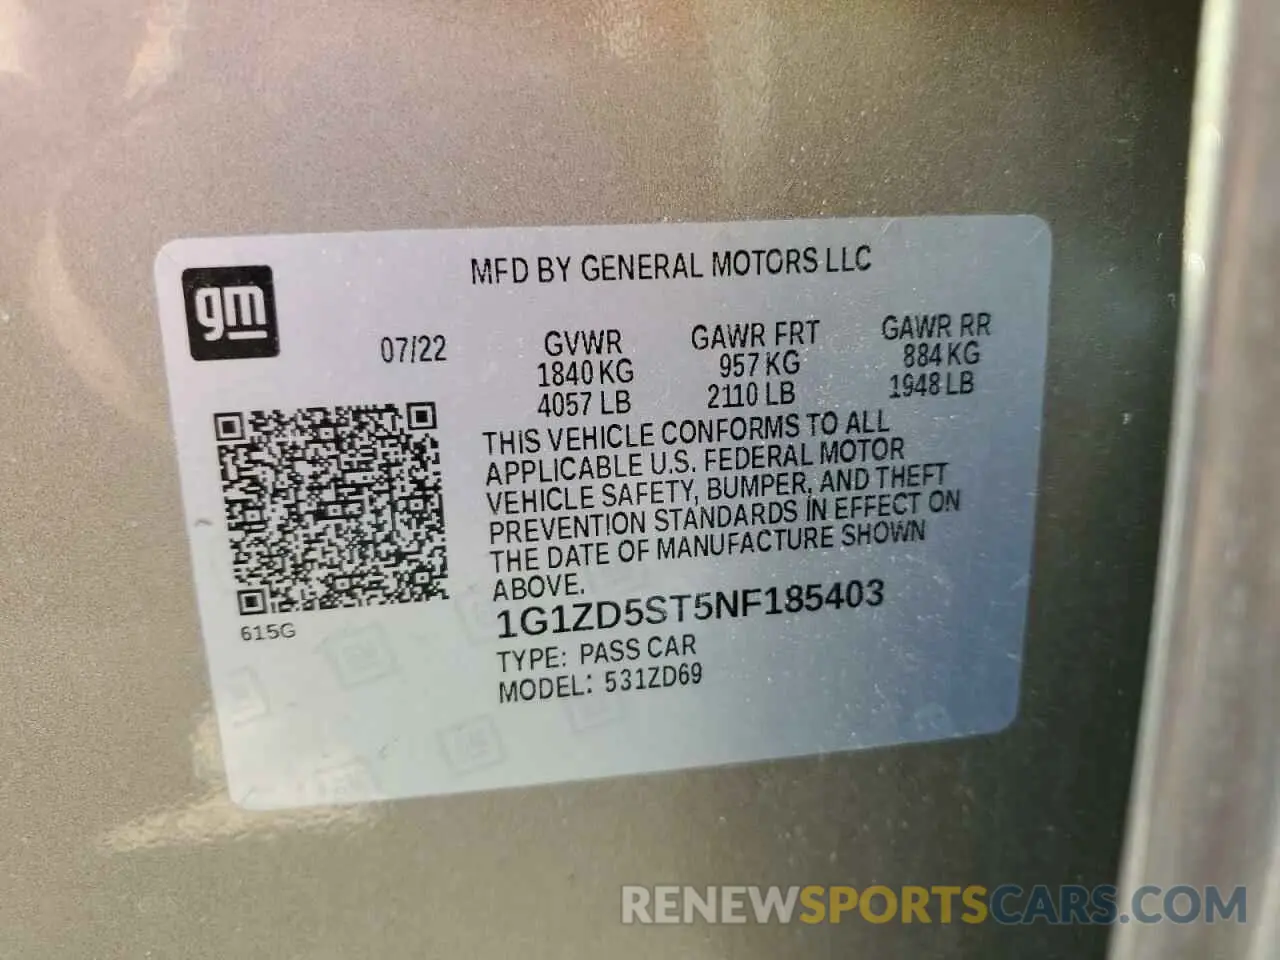 MFD BY GENERAL MOTORS LLC
gm
07/22
GVWR
1840 KG
4057 LB
GAWR FRT
957 KG
2110 LB
GAWR RR
884 KG
1948 LB
THIS VEHICLE CONFORMS TO ALL
APPLICABLE U.S. FEDERAL MOTOR
VEHICLE SAFETY, BUMPER, AND THEFT
PREVENTION STANDARDS IN EFFECT ON
THE DATE OF MANUFACTURE SHOWN
ABOVE.
615G
1G1ZD5ST5NF185403
TYPE: PASS CAR
MODEL: 531ZD69
RENEWSPORTSCARS.COM